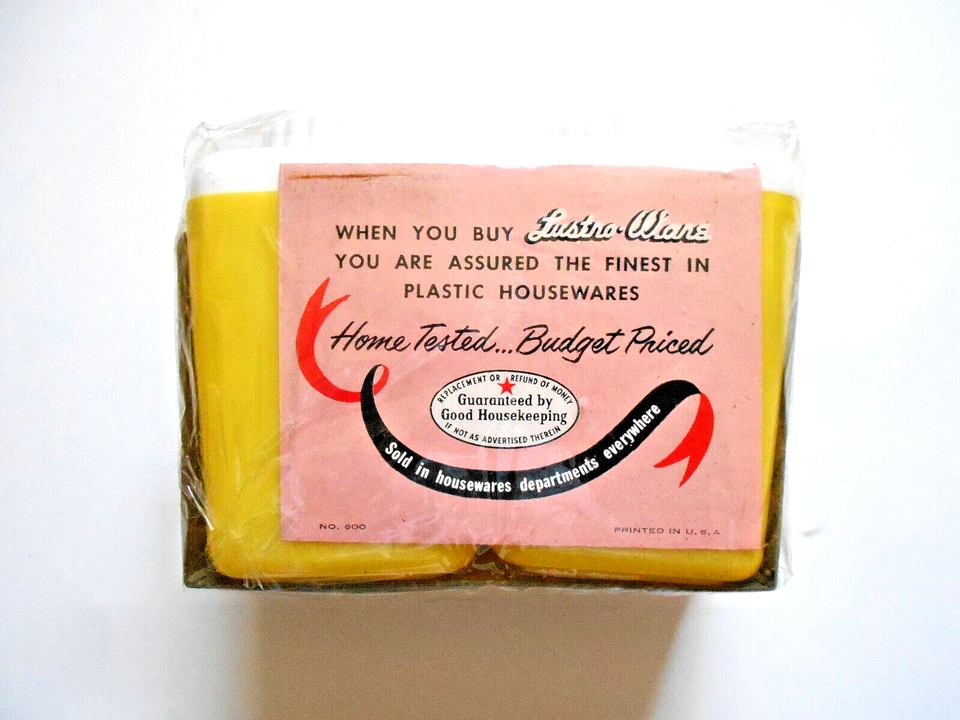 WHEN YOU BUY Lustro-Ware
YOU ARE ASSURED THE FINEST IN
PLASTIC HOUSEWARES
Home Tested...Budget Priced
REPLACEMENT OR REFUND OF MONEY
Guaranteed by
Good Housekeeping
IF NOT AS ADVERTISED THEREIN
Sold in housewares departments everywhere
NO. 600
PRINTED IN U.S.A